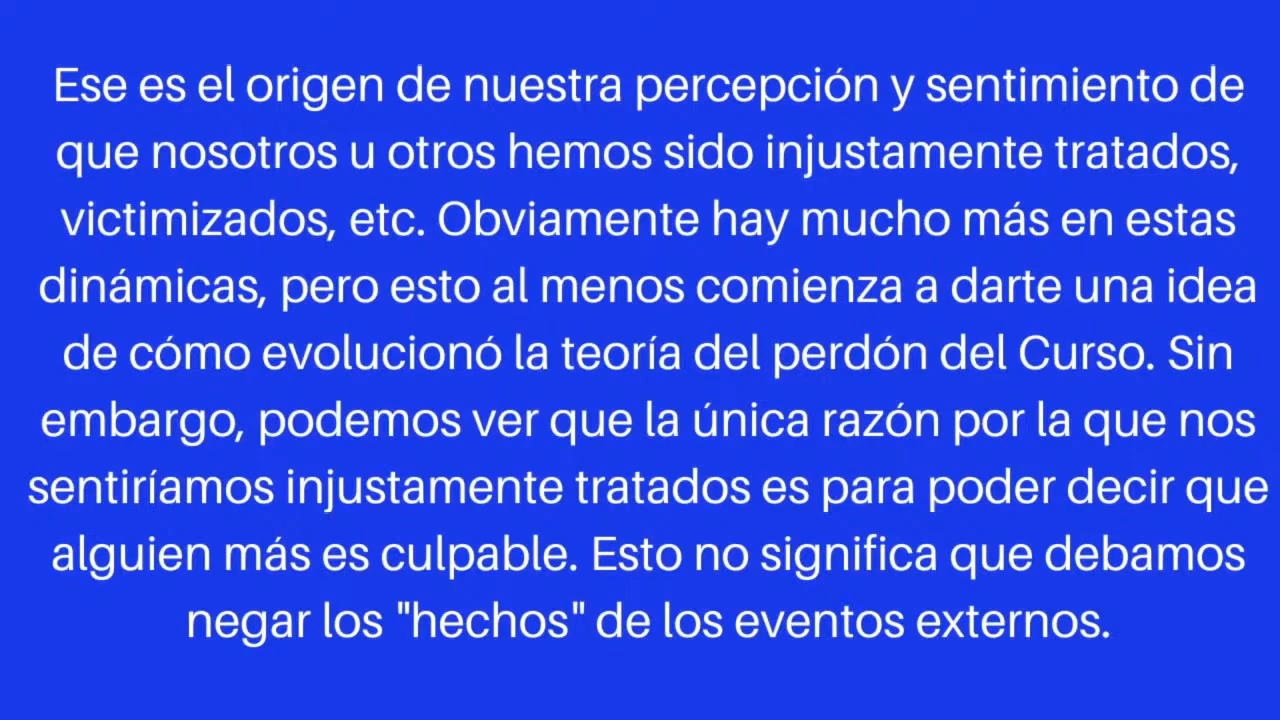 Ese es el origen de nuestra percepción y sentimiento de
que nosotros u otros hemos sido injustamente tratados,
victimizados, etc. Obviamente hay mucho más en estas
dinámicas, pero esto al menos comienza a darte una idea
de cómo evolucionó la teoría del perdón del Curso. Sin
embargo, podemos ver que la única razón por la que nos
sentiríamos injustamente tratados es para poder decir que
alguien más es culpable. Esto no significa que debamos
negar los "hechos" de los eventos externos.